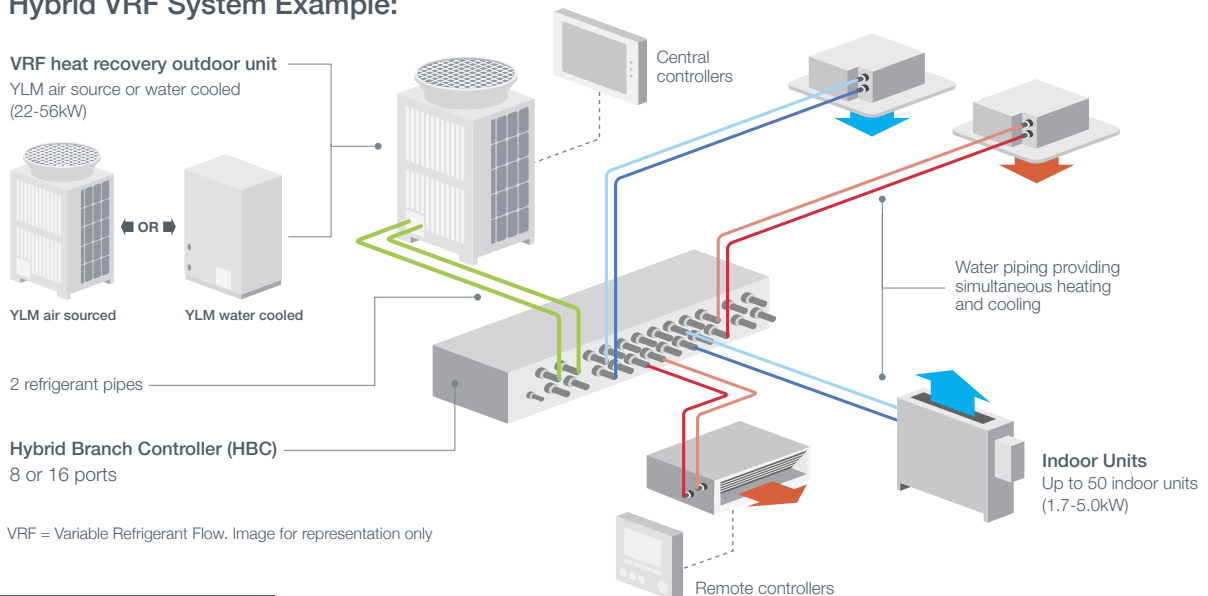 Hybrid VRF System Example:
VRF heat recovery outdoor unit
YLM air source or water cooled
(22-56kW)
OR
YLM air sourced
YLM water cooled
2 refrigerant pipes
Hybrid Branch Controller (HBC)
8 or 16 ports
VRF = Variable Refrigerant Flow. Image for representation only
Central
controllers
Water piping providing
simultaneous heating
and cooling
Indoor Units
Up to 50 indoor units
(1.7-5.0kW)
Remote controllers